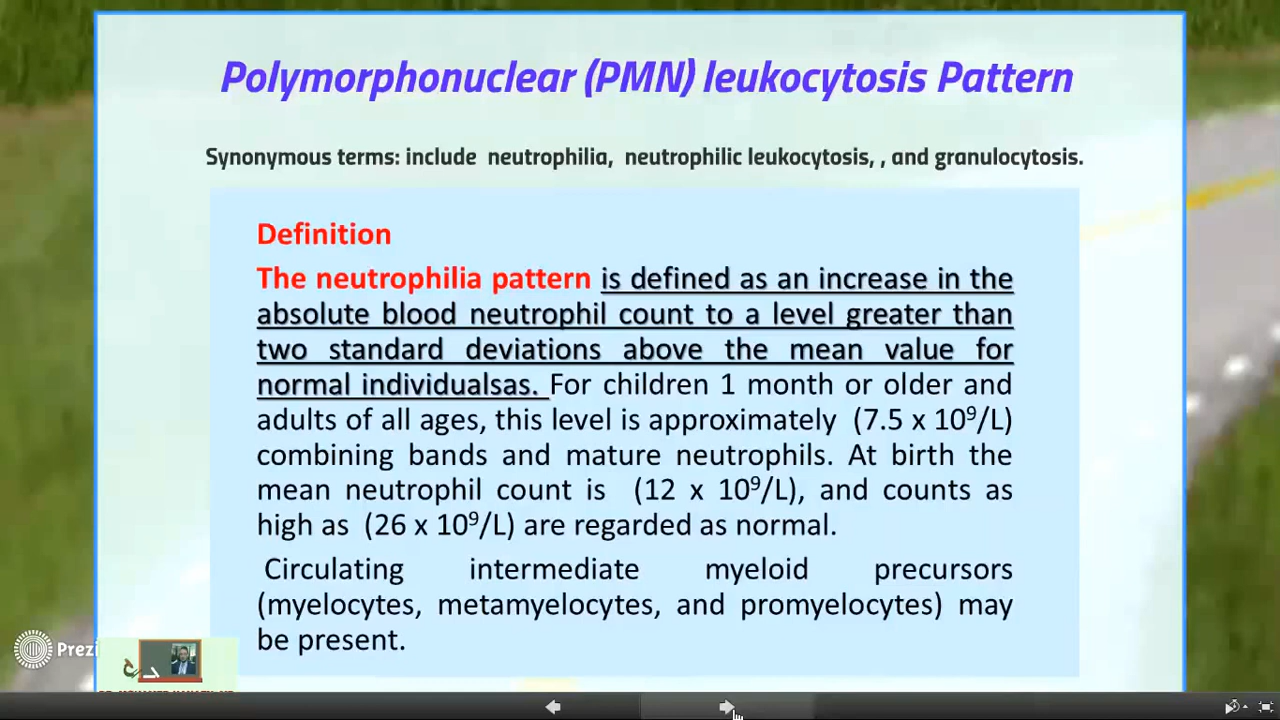 Polymorphonuclear (PMN) leukocytosis Pattern
Synonymous terms: include neutrophilia, neutrophilic leukocytosis, , and granulocytosis.
Definition
The neutrophilia pattern is defined as an increase in the
absolute blood neutrophil count to a level greater than
two standard deviations above the mean value for
normal individualsas. For children 1 month or older and
adults of all ages, this level is approximately (7.5 x 10⁹/L)
combining bands and mature neutrophils. At birth the
mean neutrophil count is (12 x 10⁹/L), and counts as
high as (26 x 10⁹/L) are regarded as normal.
Circulating intermediate myeloid precursors
(myelocytes, metamyelocytes, and promyelocytes) may
be present.
Prezi